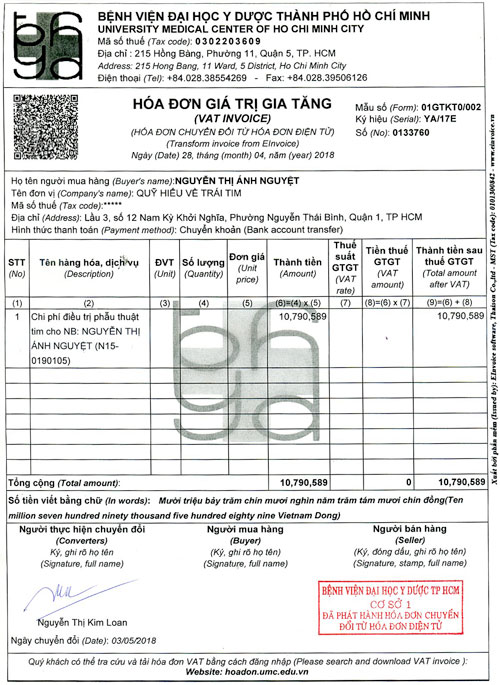 BỆNH VIỆN ĐẠI HỌC Y DƯỢC THÀNH PHỐ HỒ CHÍ MINH
UNIVERSITY MEDICAL CENTER OF HO CHI MINH CITY
Mã số thuế (Tax code): 0302203609
Địa chỉ : 215 Hồng Bàng, Phường 11, Quận 5, TP. HCM
Address: 215 Hong Bang, 11 Ward, 5 District, Ho Chi Minh City
Điện thoại (Tel): +84.028.38554269 - Fax: +84.028.39506126
HÓA ĐƠN GIÁ TRỊ GIA TĂNG
(VAT INVOICE)
(HÓA ĐƠN CHUYỂN ĐỔI TỪ HÓA ĐƠN ĐIỆN TỬ)
(Transform invoice from EInvoice)
Ngày (Date) 28, tháng (month) 04, năm (year) 2018
Mẫu số (Form): 01GTKT0/002
Ký hiệu (Serial): YA/17E
Số (No): 0133760
Họ tên người mua hàng (Buyer's name):NGUYỄN THỊ ÁNH NGUYỆT
Tên đơn vị (Company's name): QUỸ HIỂU VỀ TRÁI TIM
Mã số thuế (Tax code):*****
Địa chỉ (Address): Lầu 3, số 12 Nam Kỳ Khởi Nghĩa, Phường Nguyễn Thái Bình, Quận 1, TP HCM
Hình thức thanh toán (Payment method): Chuyển khoản (Bank account transfer)
STT (No) Tên hàng hóa, dịch vụ (Description) ĐVT (Unit) Số lượng (Quantity) Đơn giá (Unit price) Thành tiền (Amount) Thuế suất GTGT (VAT rate) Tiền thuế GTGT (VAT amount) Thành tiền sau thuế GTGT (Total amount after VAT)
(1) (2) (3) (4) (5) (6)=(4) x (5) (7) (8)=(6) x (7) (9)=(6) + (8)
1 Chi phí điều trị phẫu thuật 10,790,589 10,790,589
tim cho NB: NGUYỄN THỊ
ÁNH NGUYỆT (N15-
0190105)
Tổng cộng (Total amount): 10,790,589 0 10,790,589
Số tiền viết bằng chữ (In words): Mười triệu bảy trăm chín mươi nghìn năm trăm tám mươi chín đồng(Ten
million seven hundred ninety thousand five hundred eighty nine Vietnam Dong)
Người thực hiện chuyển đổi Người mua hàng Người bán hàng
(Converters) (Buyer) (Seller)
Ký, ghi rõ họ tên Ký, ghi rõ họ tên (Ký, đóng dấu, ghi rõ họ tên)
(Signature, full name) (Signature, full name) (Signature, stamp, full name)
BỆNH VIỆN ĐẠI HỌC Y DƯỢC TP HCM
CƠ SỞ 1
ĐÃ PHÁT HÀNH HÓA ĐƠN CHUYỂN
ĐỔI TỪ HÓA ĐƠN ĐIỆN TỬ
Nguyễn Thị Kim Loan
Ngày chuyển đổi (Date): 03/05/2018
Quý khách có thể tra cứu và tải hóa đơn VAT bằng cách đăng nhập (Please search and download VAT invoice ):
Website: hoadon.umc.edu.vn
Xuất bởi phần mềm (Issued by): EInvoice software, Thaison Co.,Ltd - MST (Tax code): 0101300842 - www.einvoice.vn